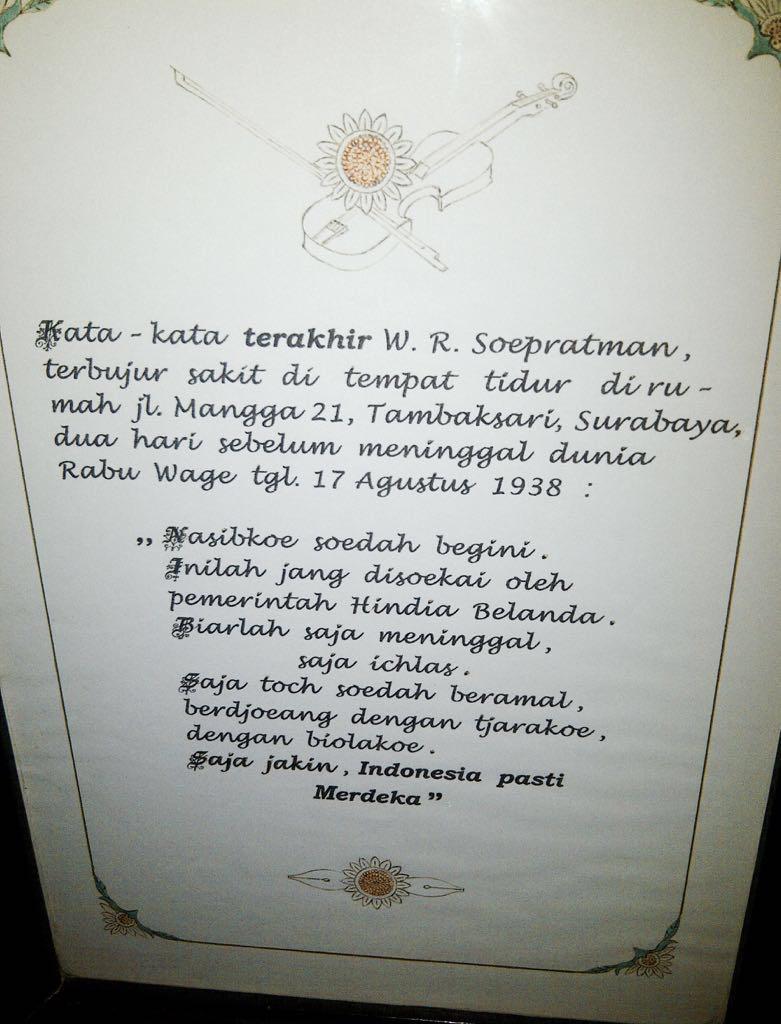 Kata - kata terakhir W. R. Soepratman,
terbujur sakit di tempat tidur di ru -
mah jl. Mangga 21, Tambaksari, Surabaya,
dua hari sebelum meninggal dunia
Rabu Wage tgl. 17 Agustus 1938 :
„ Nasibkoe soedah begini .
Inilah jang disoekai oleh
pemerintah Hindia Belanda .
Biarlah saja meninggal ,
saja ichlas .
Saja toch soedah beramal ,
berdjoeang dengan tjarakoe ,
dengan biolakoe .
Saja jakin , Indonesia pasti
Merdeka ”